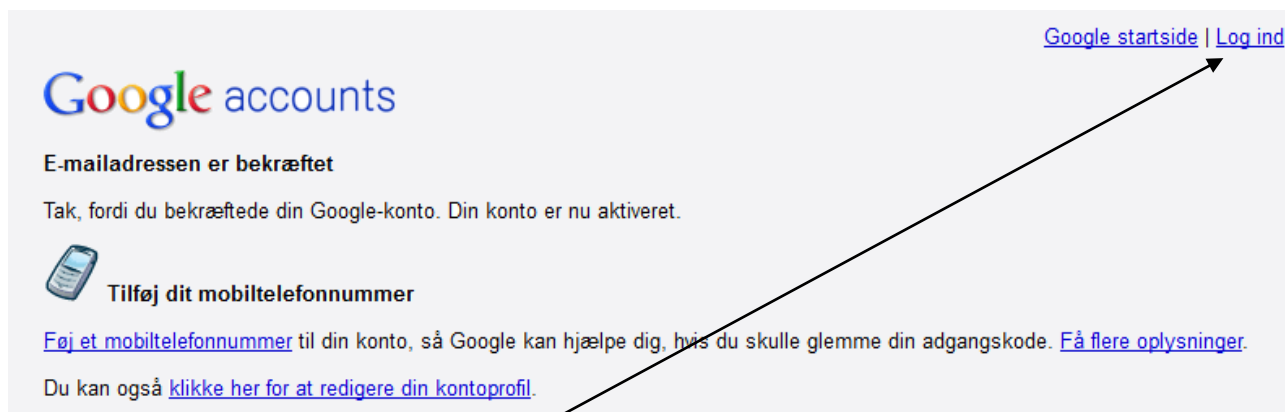 Google startside | Log ind
Google accounts
E-mailadressen er bekræftet
Tak, fordi du bekræftede din Google-konto. Din konto er nu aktiveret.
Tilføj dit mobiltelefonnummer
Føj et mobiltelefonnummer til din konto, så Google kan hjælpe dig, hvis du skulle glemme din adgangskode. Få flere oplysninger.
Du kan også klikke her for at redigere din kontoprofil.